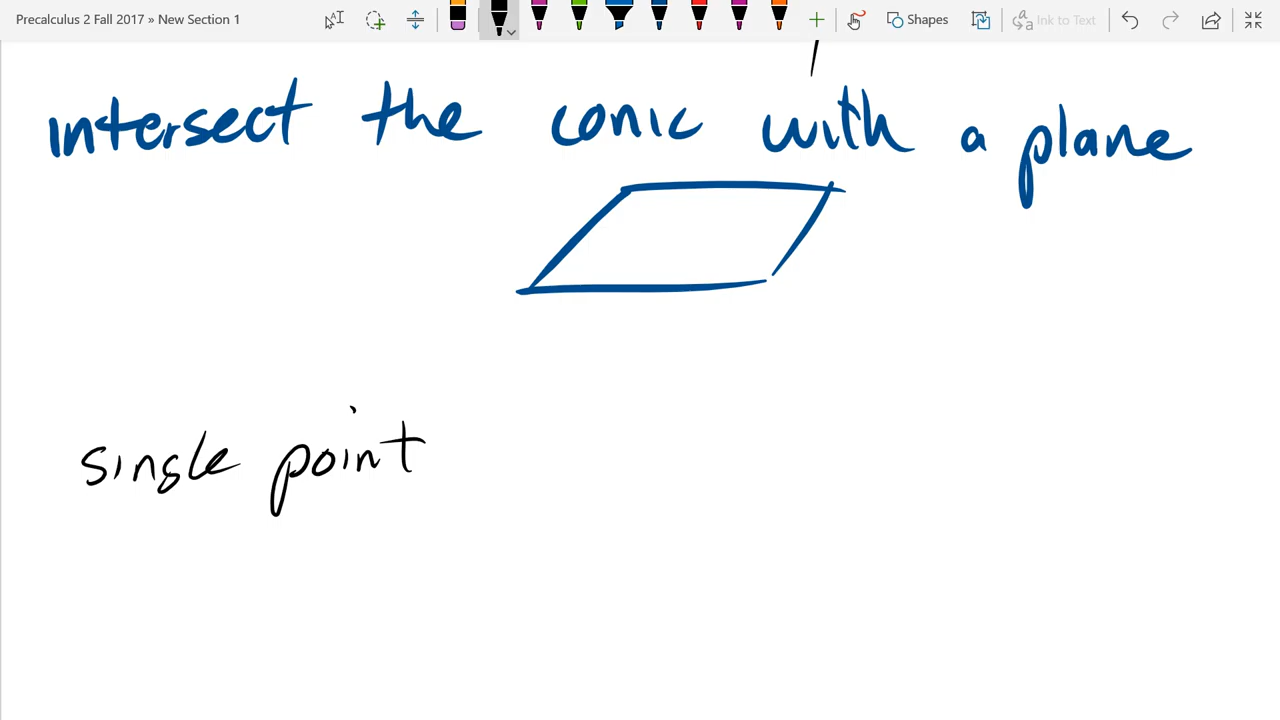 Precalculus 2 Fall 2017 » New Section 1
Shapes
Ink to Text
intersect the conic with a plane
single point